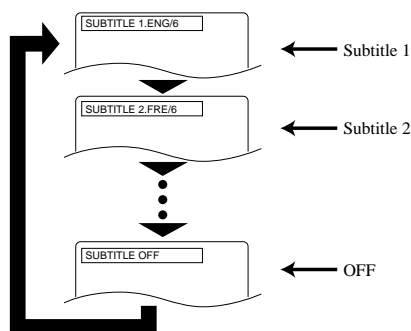 SUBTITLE 1.ENG/6
Subtitle 1
SUBTITLE 2.FRE/6
Subtitle 2
SUBTITLE OFF
OFF